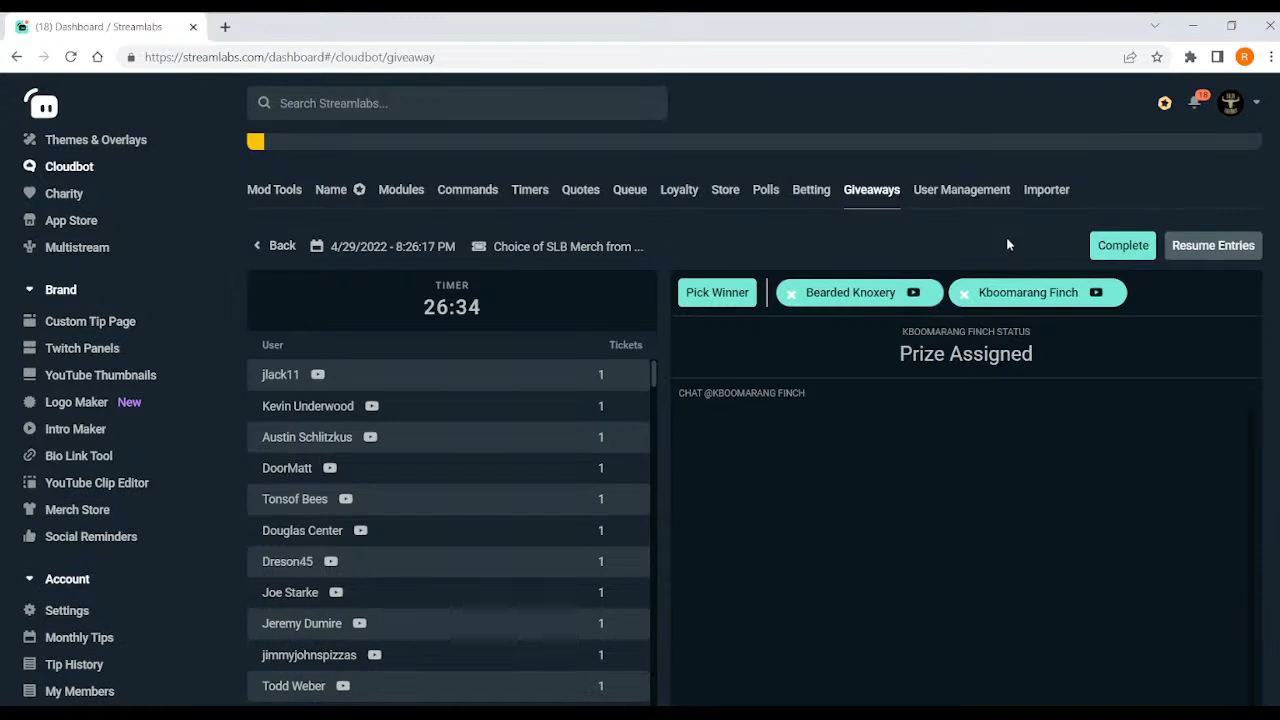 (18) Dashboard / Streamlabs
https://streamlabs.com/dashboard#/cloudbot/giveaway
R
Search Streamlabs...
18
Themes & Overlays
Cloudbot
Charity
App Store
Multistream
Brand
Custom Tip Page
Twitch Panels
YouTube Thumbnails
Logo Maker New
Intro Maker
Bio Link Tool
YouTube Clip Editor
Merch Store
Social Reminders
Account
Settings
Monthly Tips
Tip History
My Members
Mod Tools Name Modules Commands Timers Quotes Queue Loyalty Store Polls Betting Giveaways User Management Importer
Back 4/29/2022 - 8:26:17 PM Choice of SLB Merch from ...
Complete Resume Entries
TIMER
26:34
User Tickets
jlack11 1
Kevin Underwood 1
Austin Schlitzkus 1
DoorMatt 1
Tonsof Bees 1
Douglas Center 1
Dreson45 1
Joe Starke 1
Jeremy Dumire 1
jimmyjohnspizzas 1
Todd Weber 1
Pick Winner Bearded Knoxery Kboomarang Finch
KBOOMARANG FINCH STATUS
Prize Assigned
CHAT @KBOOMARANG FINCH